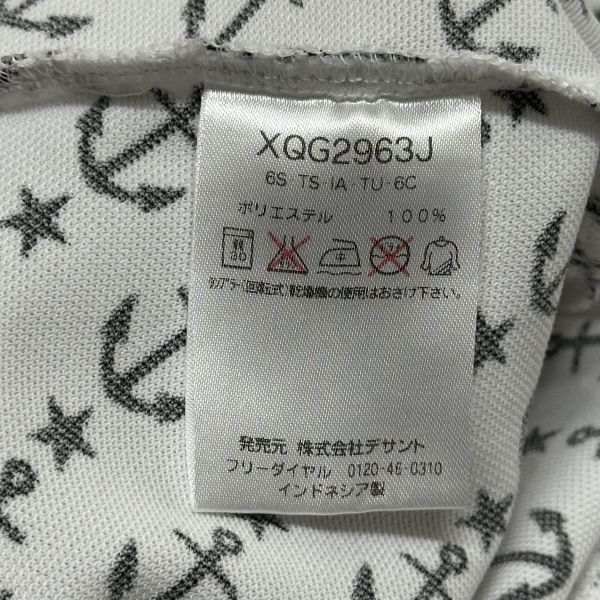 XQG2963J
6S・TS・IA・TU・6C
ポリエステル 100%
弱 30 中
タンブラー(回転式)乾燥機の使用はおさけ下さい。
発売元 株式会社デサント
フリーダイヤル 0120-46-0310
インドネシア製